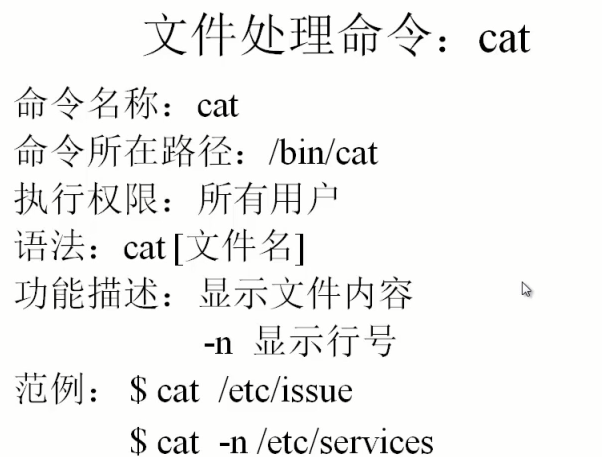 文件处理命令：cat
命令名称：cat
命令所在路径：/bin/cat
执行权限：所有用户
语法：cat [文件名]
功能描述：显示文件内容
-n 显示行号
范例： $ cat /etc/issue
$ cat -n /etc/services